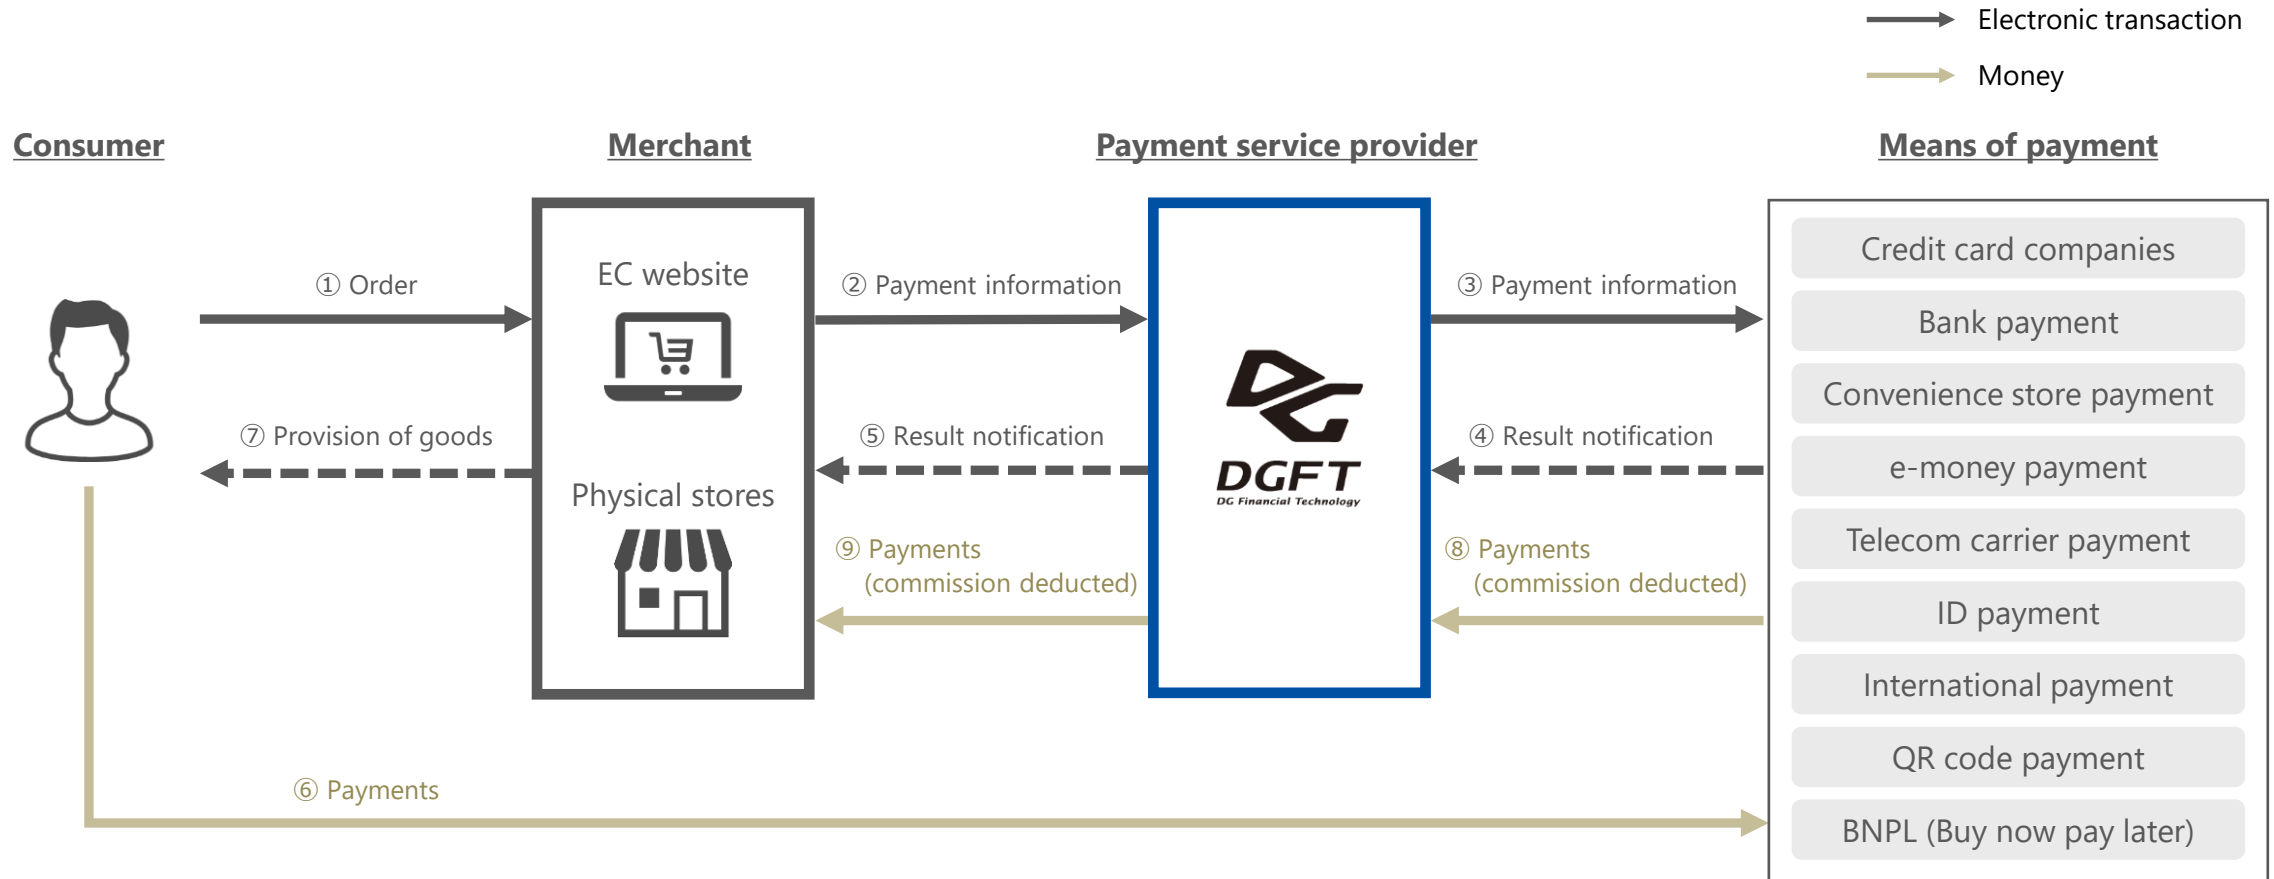 Electronic transaction
Money
Consumer
Merchant
Payment service provider
Means of payment
① Order
EC website
② Payment information
③ Payment information
⑦ Provision of goods
Physical stores
⑤ Result notification
④ Result notification
DG
DGFT
DG Financial Technology
⑨ Payments
(commission deducted)
⑧ Payments
(commission deducted)
⑥ Payments
Credit card companies
Bank payment
Convenience store payment
e-money payment
Telecom carrier payment
ID payment
International payment
QR code payment
BNPL (Buy now pay later)